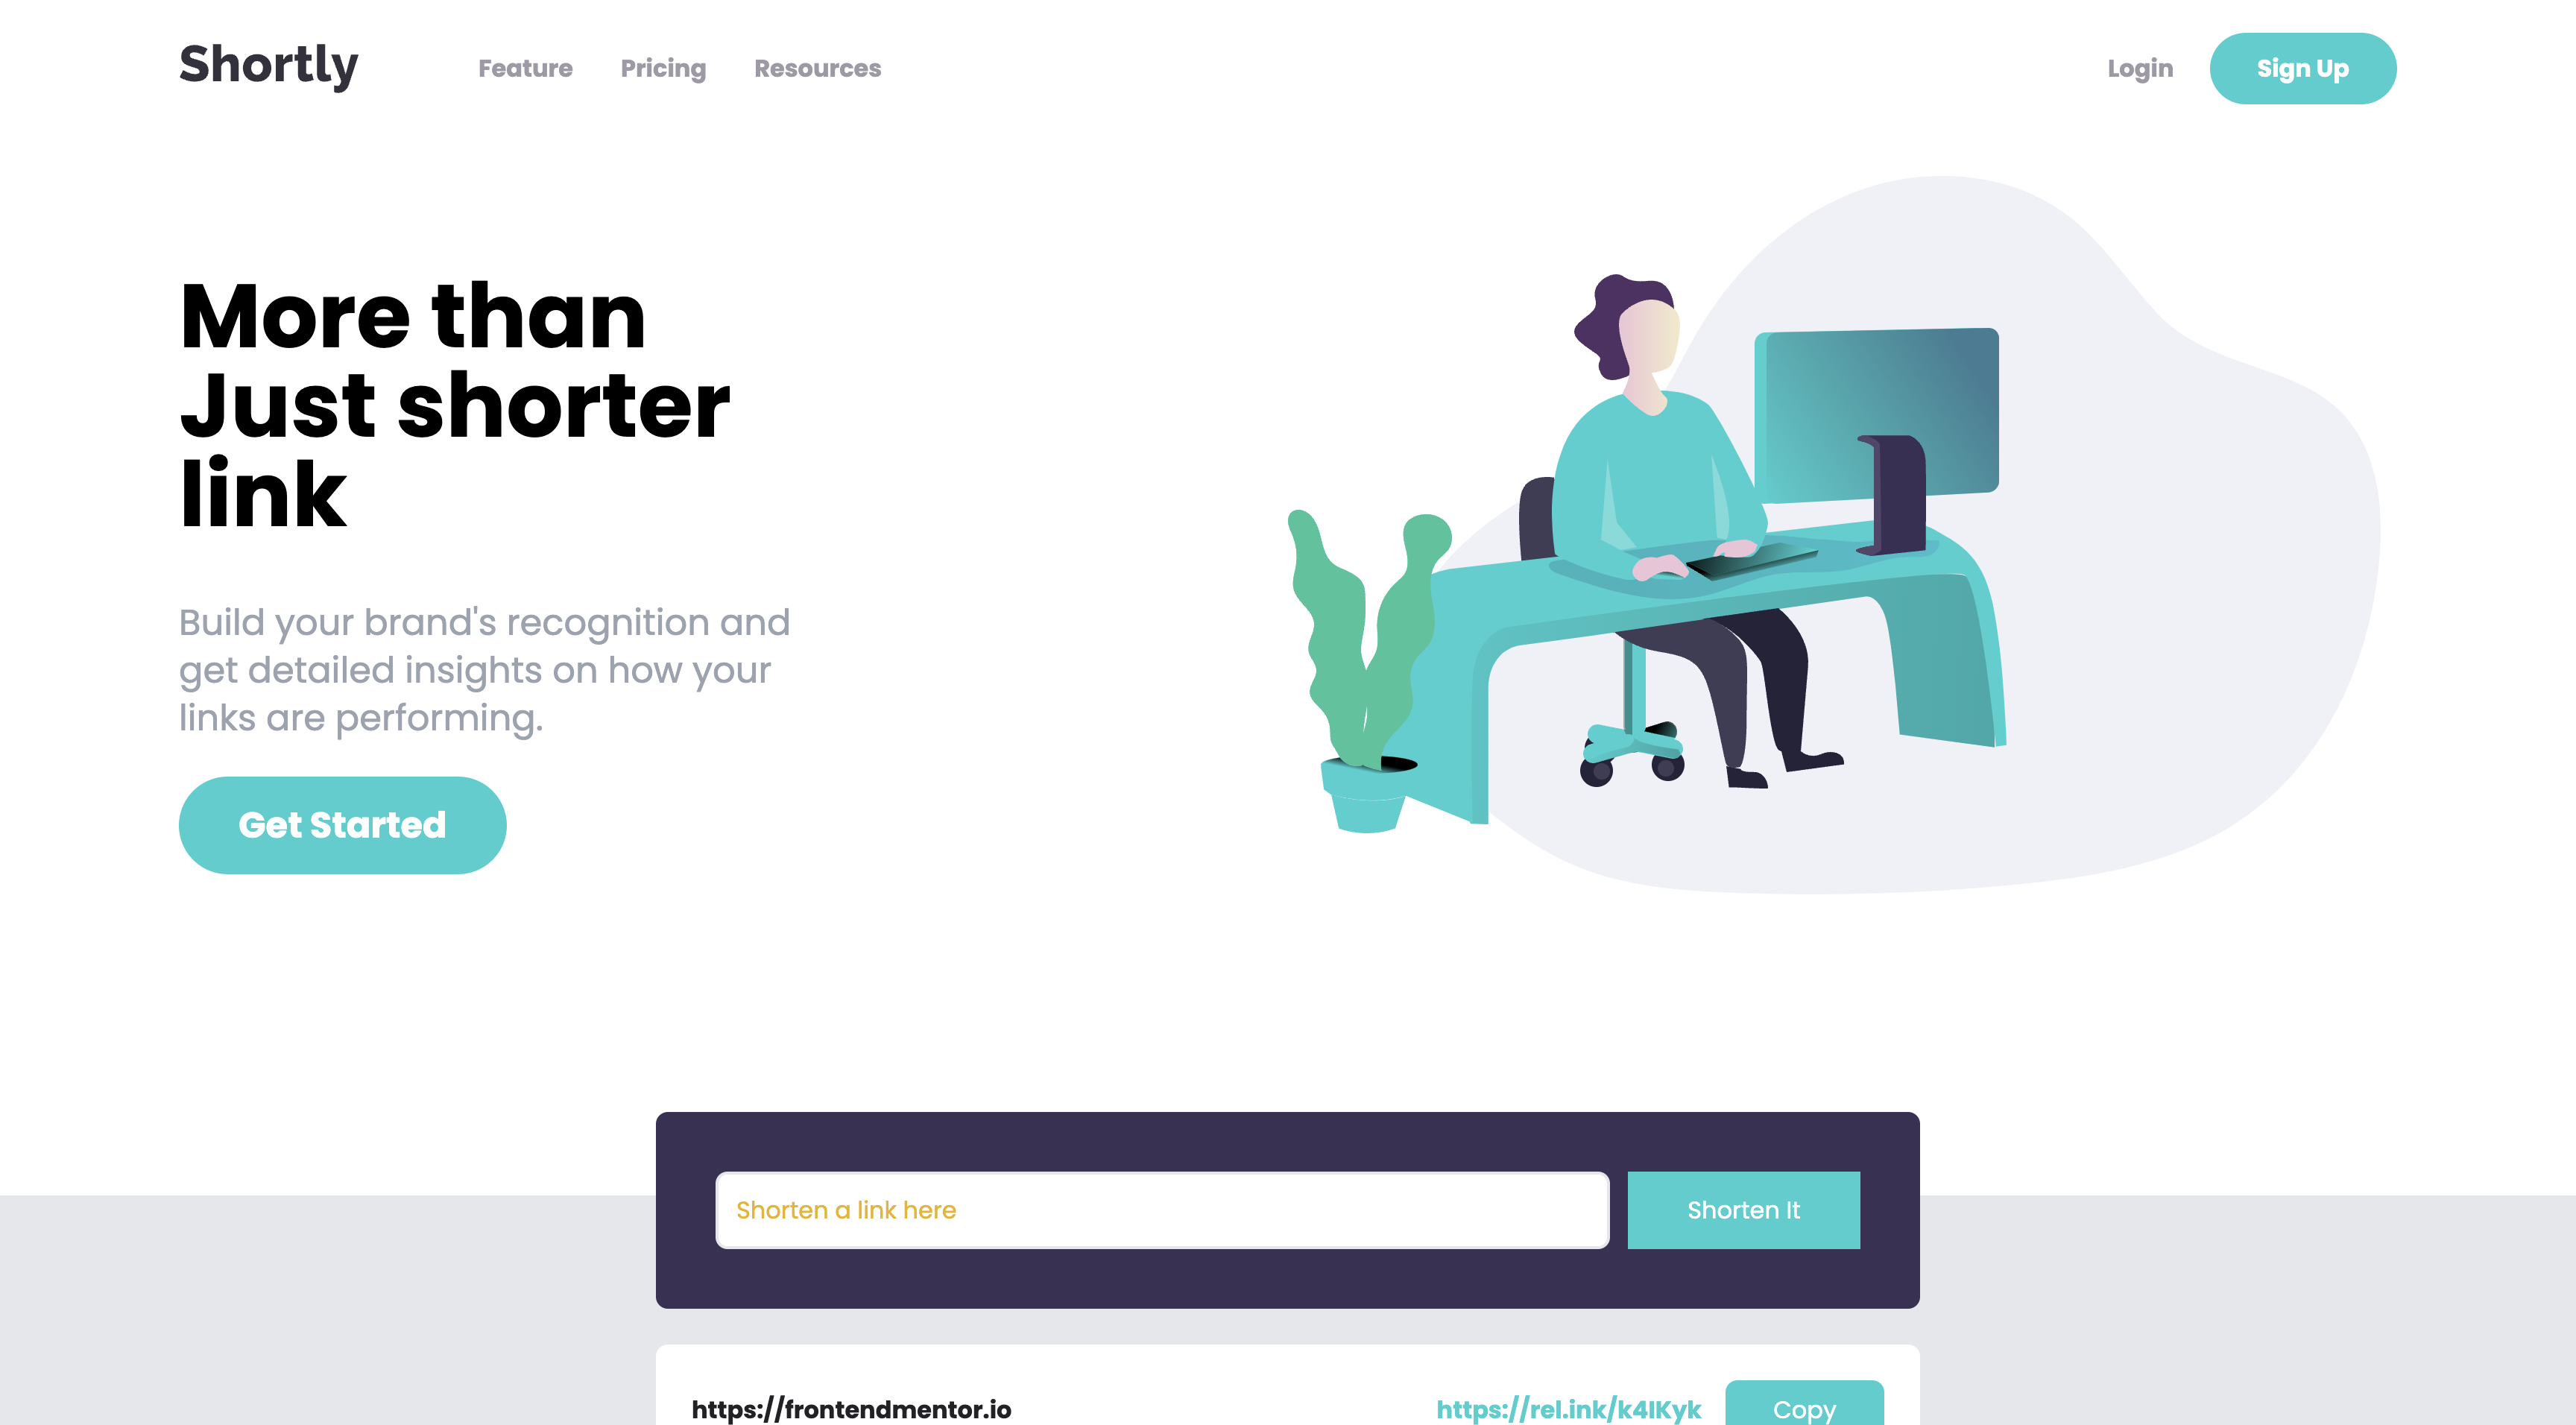 Shortly
Feature Pricing Resources
Login
Sign Up
More than
Just shorter
link
Build your brand's recognition and
get detailed insights on how your
links are performing.
Get Started
Shorten a link here
Shorten It
https://frontendmentor.io
https://rel.ink/k4lKyk
Copy